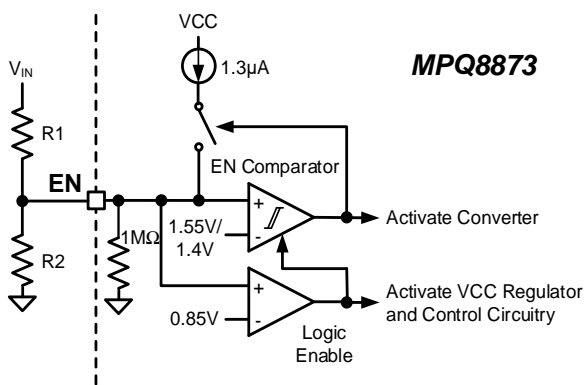 VCC
MPQ8873
1.3µA
VIN
R1
EN Comparator
EN
1.55V/
1.4V
Activate Converter
1MΩ
R2
0.85V
Logic
Enable
Activate VCC Regulator
and Control Circuitry